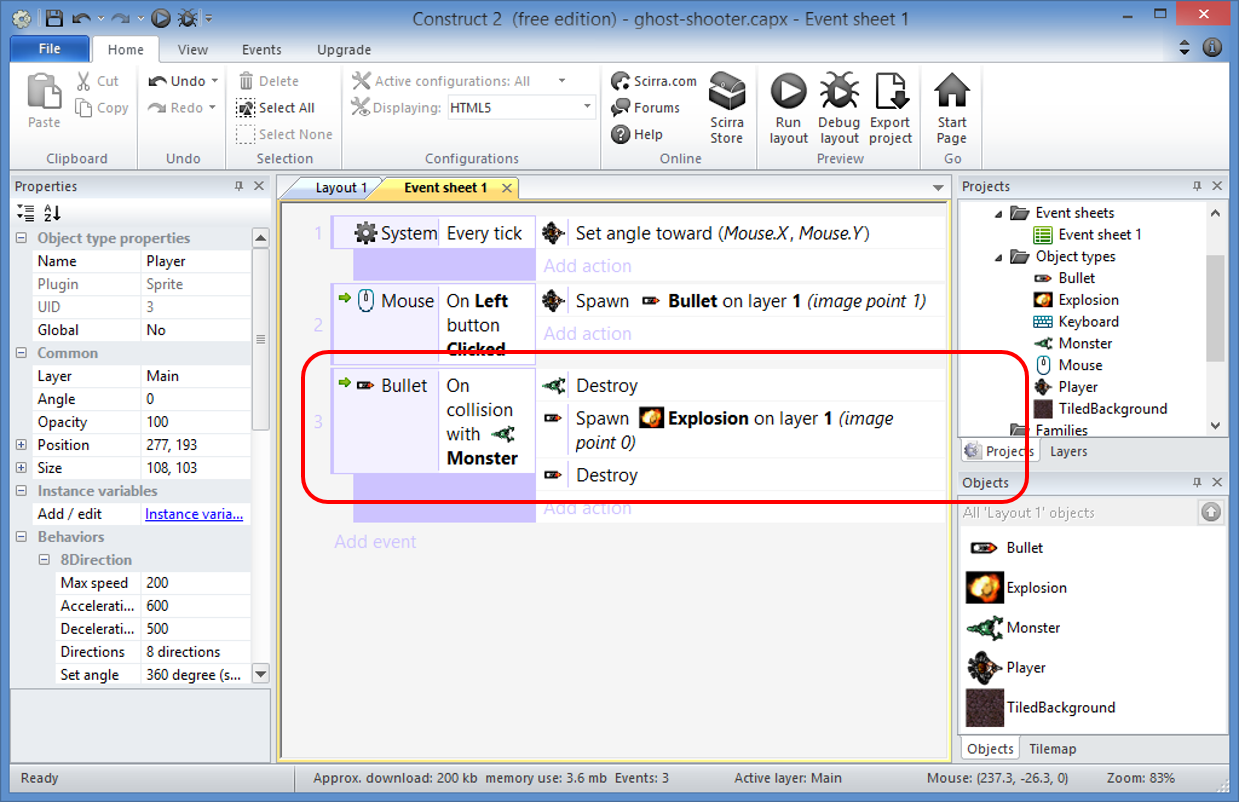 Construct 2 (free edition) - ghost-shooter.capx - Event sheet 1
File
Home
View
Events
Upgrade
Paste
Cut
Copy
Clipboard
Undo
Redo
Undo
Delete
Select All
Select None
Selection
Active configurations: All
Displaying: HTML5
Configurations
Scirra.com
Forums
Help
Scirra
Store
Online
Run
layout
Debug
layout
Export
project
Preview
Start
Page
Go
Properties
Object type properties
Name Player
Plugin Sprite
UID 3
Global No
Common
Layer Main
Angle 0
Opacity 100
Position 277, 193
Size 108, 103
Instance variables
Add / edit Instance varia...
Behaviors
8Direction
Max speed 200
Accelerati... 600
Decelerati... 500
Directions 8 directions
Set angle 360 degree (s...
Layout 1
Event sheet 1
1
System Every tick
Set angle toward (Mouse.X, Mouse.Y)
Add action
2
Mouse
On Left
button
Clicked
Spawn Bullet on layer 1 (image point 1)
Add action
3
Bullet
On
collision
with
Monster
Destroy
Spawn Explosion on layer 1 (image
point 0)
Destroy
Add action
Add event
Projects
Event sheets
Event sheet 1
Object types
Bullet
Explosion
Keyboard
Monster
Mouse
Player
TiledBackground
Families
Projects
Layers
Objects
All 'Layout 1' objects
Bullet
Explosion
Monster
Player
TiledBackground
Objects
Tilemap
Ready
Approx. download: 200 kb memory use: 3.6 mb Events: 3
Active layer: Main
Mouse: (237.3, -26.3, 0)
Zoom: 83%